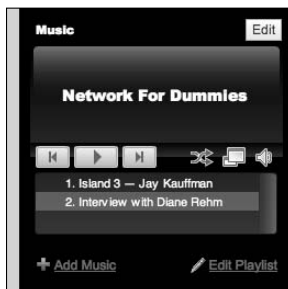 Music Edit
Network For Dummies
1. Island 3 — Jay Kauffman
2. Interview with Diane Rehm
Add Music Edit Playlist